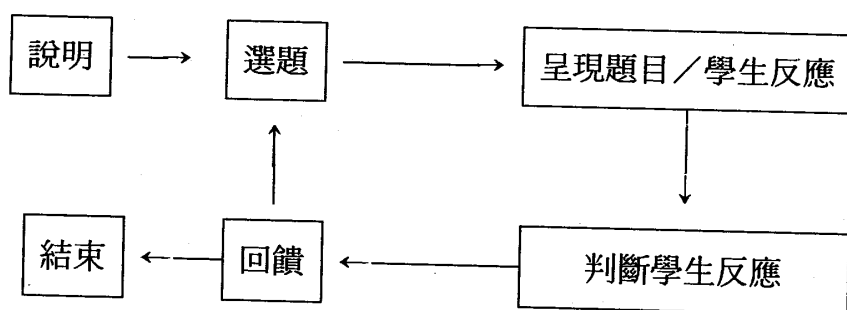 說明
選題
呈現題目／學生反應
結束
回饋
判斷學生反應